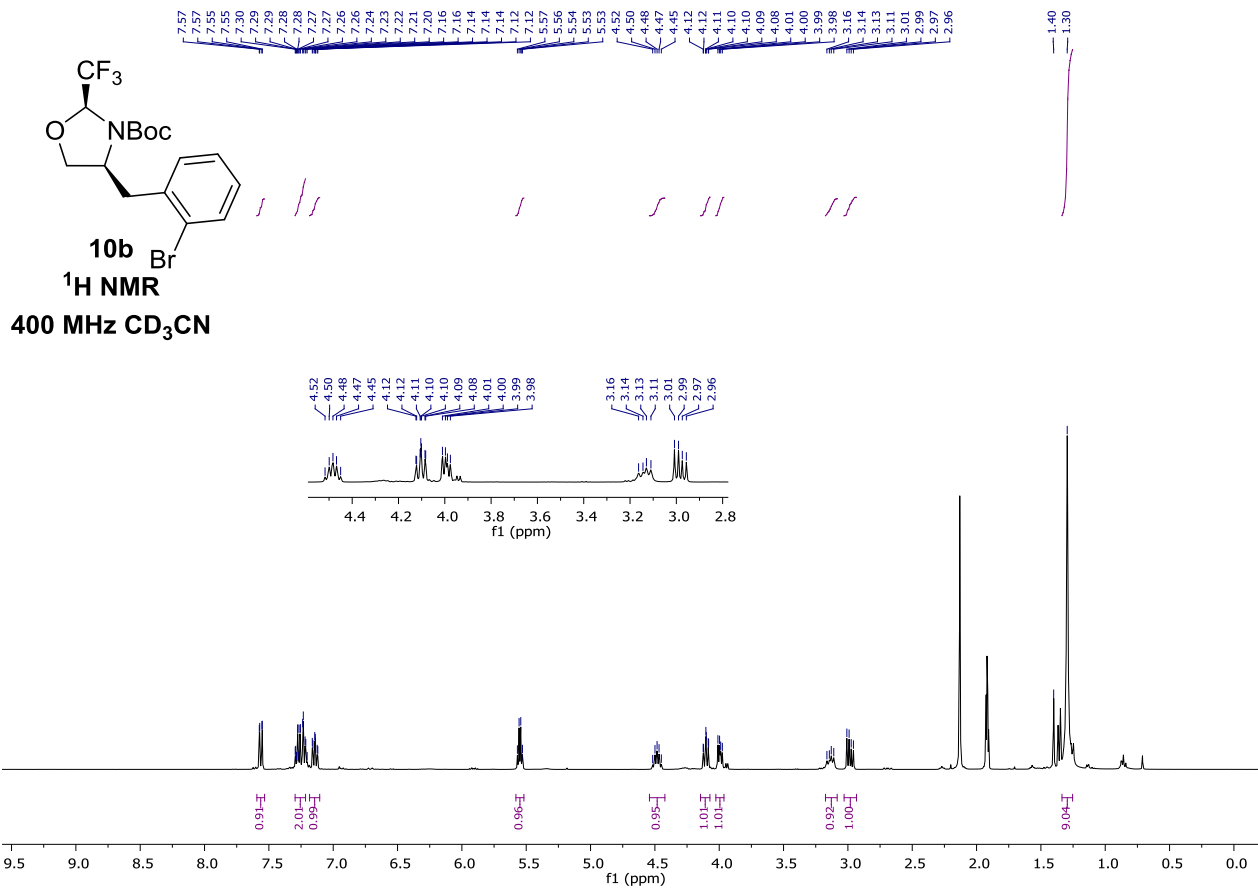 7.57 7.57 7.55 7.55 7.30 7.29 7.29 7.28 7.28 7.27 7.27 7.26 7.26 7.24 7.23 7.22 7.21 7.20 7.16 7.16 7.14 7.14 7.14 7.12 7.12 5.57 5.56 5.54 5.53 5.53 4.52 4.50 4.48 4.47 4.45 4.12 4.12 4.11 4.10 4.10 4.09 4.08 4.01 4.00 3.99 3.98 3.16 3.14 3.13 3.11 3.01 2.99 2.97 2.96 1.40 1.30
CF3
O
NBoc
Br
10b
1H NMR
400 MHz CD3CN
4.52 4.50 4.48 4.47 4.45 4.12 4.12 4.11 4.10 4.10 4.09 4.08 4.01 4.00 3.99 3.98 3.16 3.14 3.13 3.11 3.01 2.99 2.97 2.96
4.4 4.2 4.0 3.8 3.6 3.4 3.2 3.0 2.8
f1 (ppm)
0.91 2.01 0.99 0.96 0.95 1.01 1.01 0.92 1.00 9.04
9.5 9.0 8.5 8.0 7.5 7.0 6.5 6.0 5.5 5.0 4.5 4.0 3.5 3.0 2.5 2.0 1.5 1.0 0.5 0.0
f1 (ppm)